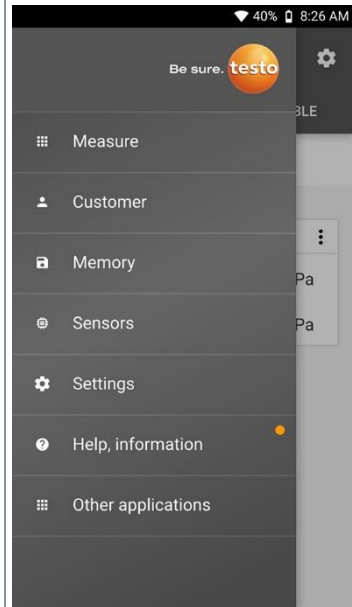 40% 8:26 AM
Be sure. testo
BLE
Measure
Customer
Memory
Pa
Sensors
Pa
Settings
Help, information
Other applications